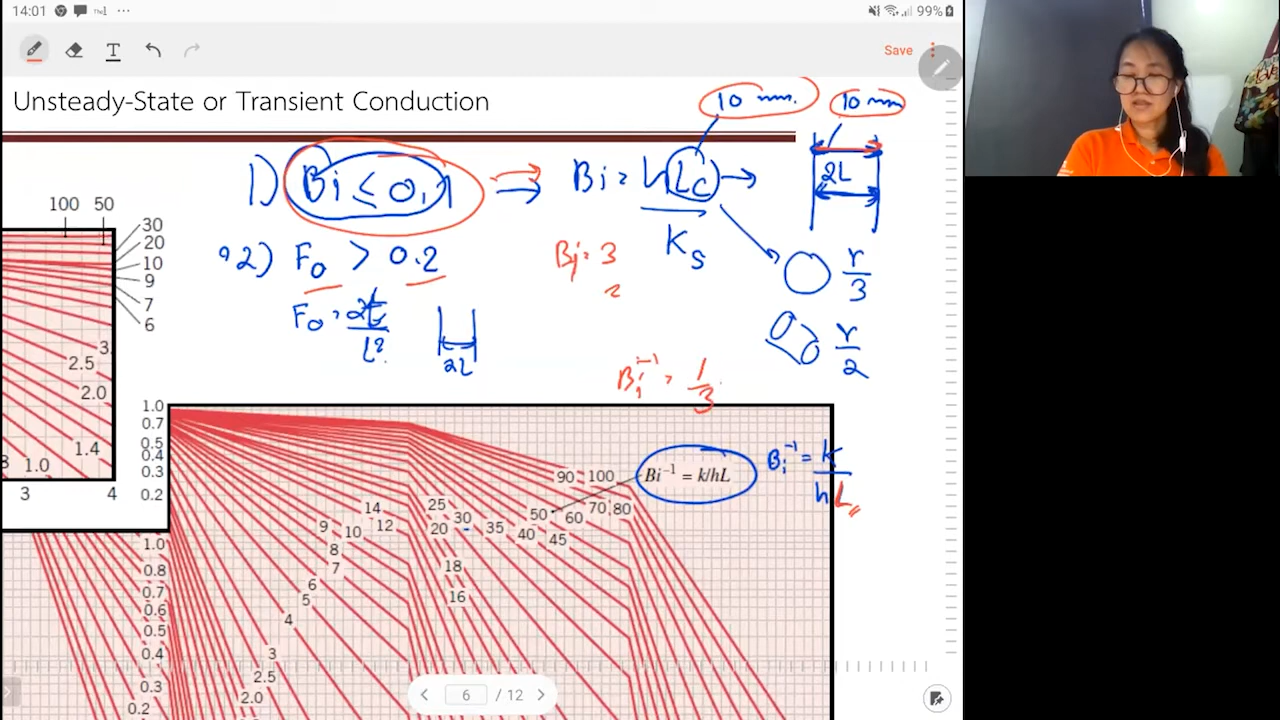 14:01 99%
T Save
Unsteady-State or Transient Conduction
10 mm. 10 mm
1) Bi ≤ 0.1 Bi = hLc 2L
Ks
2) Fo > 0.2 Bi = 3 r
3
Fo = αt
L²
2L
r
2
Bi⁻¹ = 1
3
100 50
30
20
10
9
7
6
3
2.5
2.0
1.4
8 1.0
3 4
1.0
0.7
0.5
0.4
0.3
0.2
90 100 Bi⁻¹ = k/hL Bi⁻¹ = k
h L
14 25 30 50 70 80
9 10 12 20 35 40 45 60
8
7 18
6 16
5
4
3
2.5
2.0
1.0
0.8
0.7
0.6
0.5
0.4
0.3
0.2
6 / 12